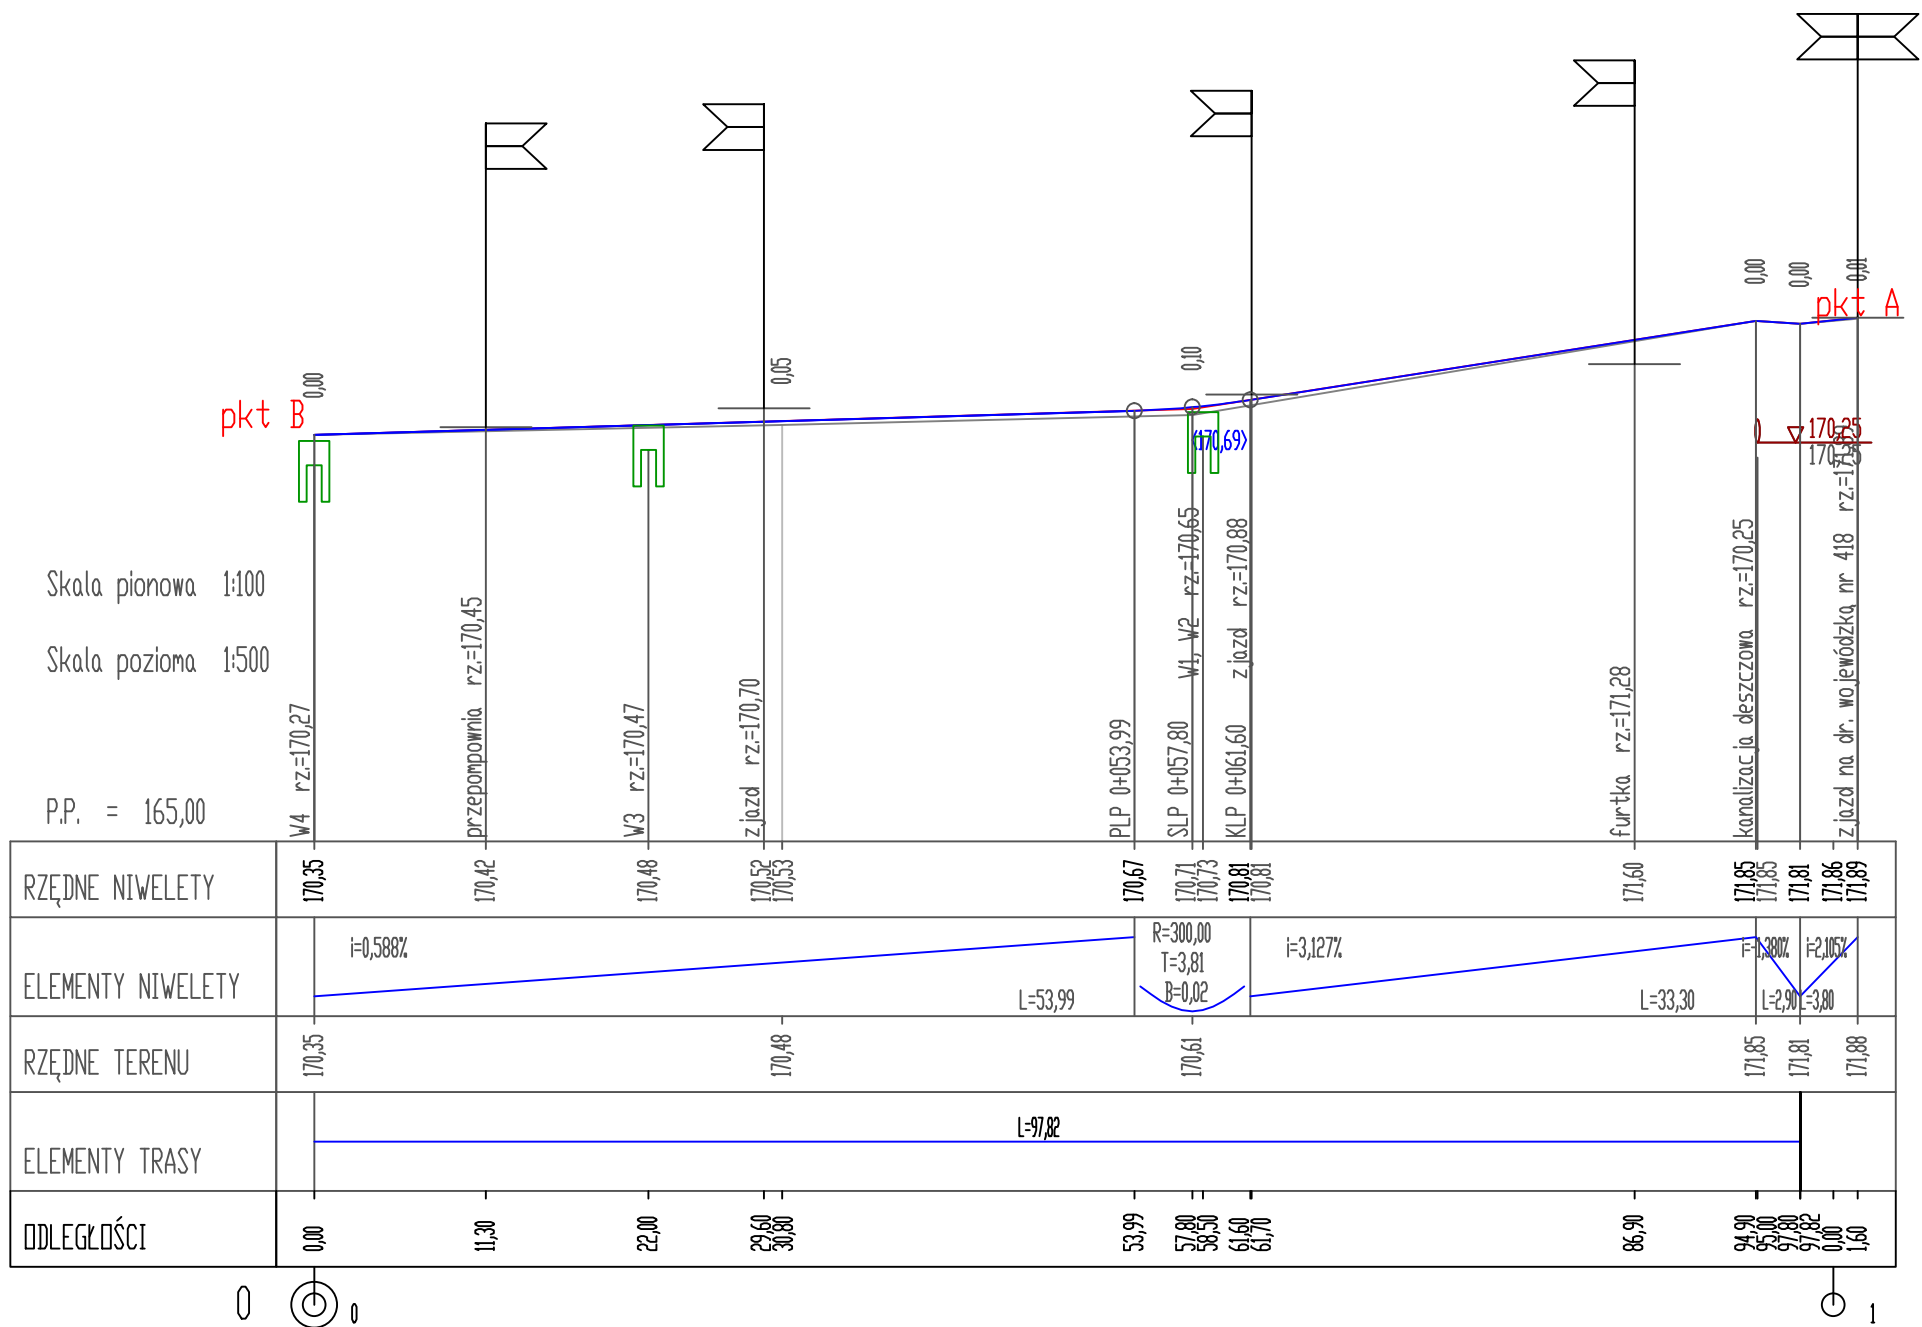 0,00
0,00
0,01
pkt A
0,10
0,05
0,00
pkt B
170,25
<170,69>
170,25
Skala pionowa 1:100
Skala pozioma 1:500
P.P. = 165,00
W4 rz.=170,27
przepompownia rz.=170,45
W3 rz.=170,47
zjazd rz.=170,70
PLP 0+053,99
SLP 0+057,80
W1, W2 rz.=170,65
KLP 0+061,60
zjazd rz.=170,88
furtka rz.=171,28
kanalizacja deszczowa rz.=170,25
zjazd na dr. wojewódzką nr 418
RZĘDNE NIWELETY
170,35
170,42
170,48
170,52
170,53
170,67
170,71
170,73
170,81
170,81
171,60
171,85
171,85
171,81
171,86
171,89
ELEMENTY NIWELETY
i=0,588%
L=53,99
R=300,00
T=3,81
B=0,02
i=3,127%
L=33,30
i=-1,380%
L=2,90
i=2,105%
L=3,80
RZĘDNE TERENU
170,35
170,48
170,61
171,85
171,81
171,88
ELEMENTY TRASY
L=97,82
ODLEGŁOŚCI
0,00
11,30
22,00
29,60
30,80
53,99
57,80
58,50
61,60
61,70
86,90
94,90
95,00
97,80
97,82
0,00
1,60
0
0
1